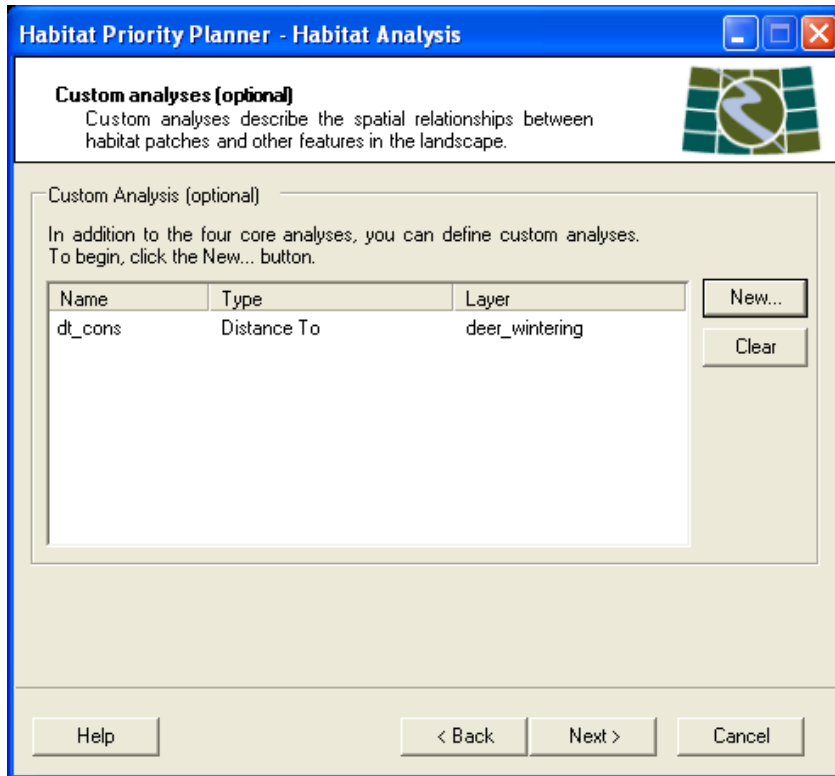 Habitat Priority Planner - Habitat Analysis
Custom analyses (optional)
Custom analyses describe the spatial relationships between
habitat patches and other features in the landscape.
Custom Analysis (optional)
In addition to the four core analyses, you can define custom analyses.
To begin, click the New... button.
Name Type Layer
dt_cons Distance To deer_wintering
New...
Clear
Help < Back Next > Cancel